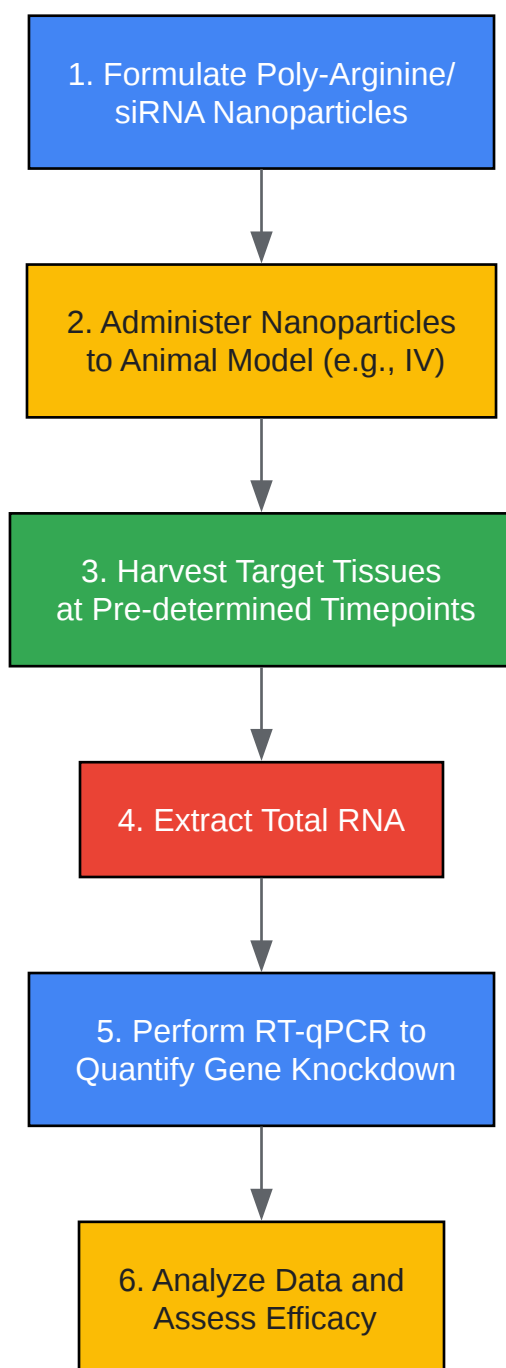 1. Formulate Poly-Arginine/
siRNA Nanoparticles
2. Administer Nanoparticles
to Animal Model (e.g., IV)
3. Harvest Target Tissues
at Pre-determined Timepoints
4. Extract Total RNA
5. Perform RT-qPCR to
Quantify Gene Knockdown
6. Analyze Data and
Assess Efficacy